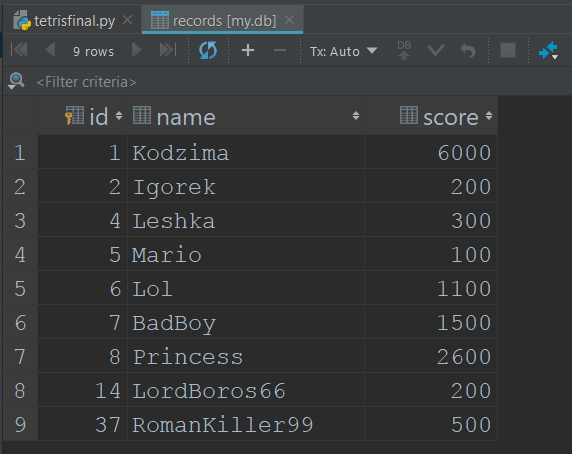 tetrisfinal.py records [my.db]
9 rows Tx: Auto DB
<Filter criteria>
id name score
1 1 Kodzima 6000
2 2 Igorek 200
3 4 Leshka 300
4 5 Mario 100
5 6 Lol 1100
6 7 BadBoy 1500
7 8 Princess 2600
8 14 LordBoros66 200
9 37 RomanKiller99 500